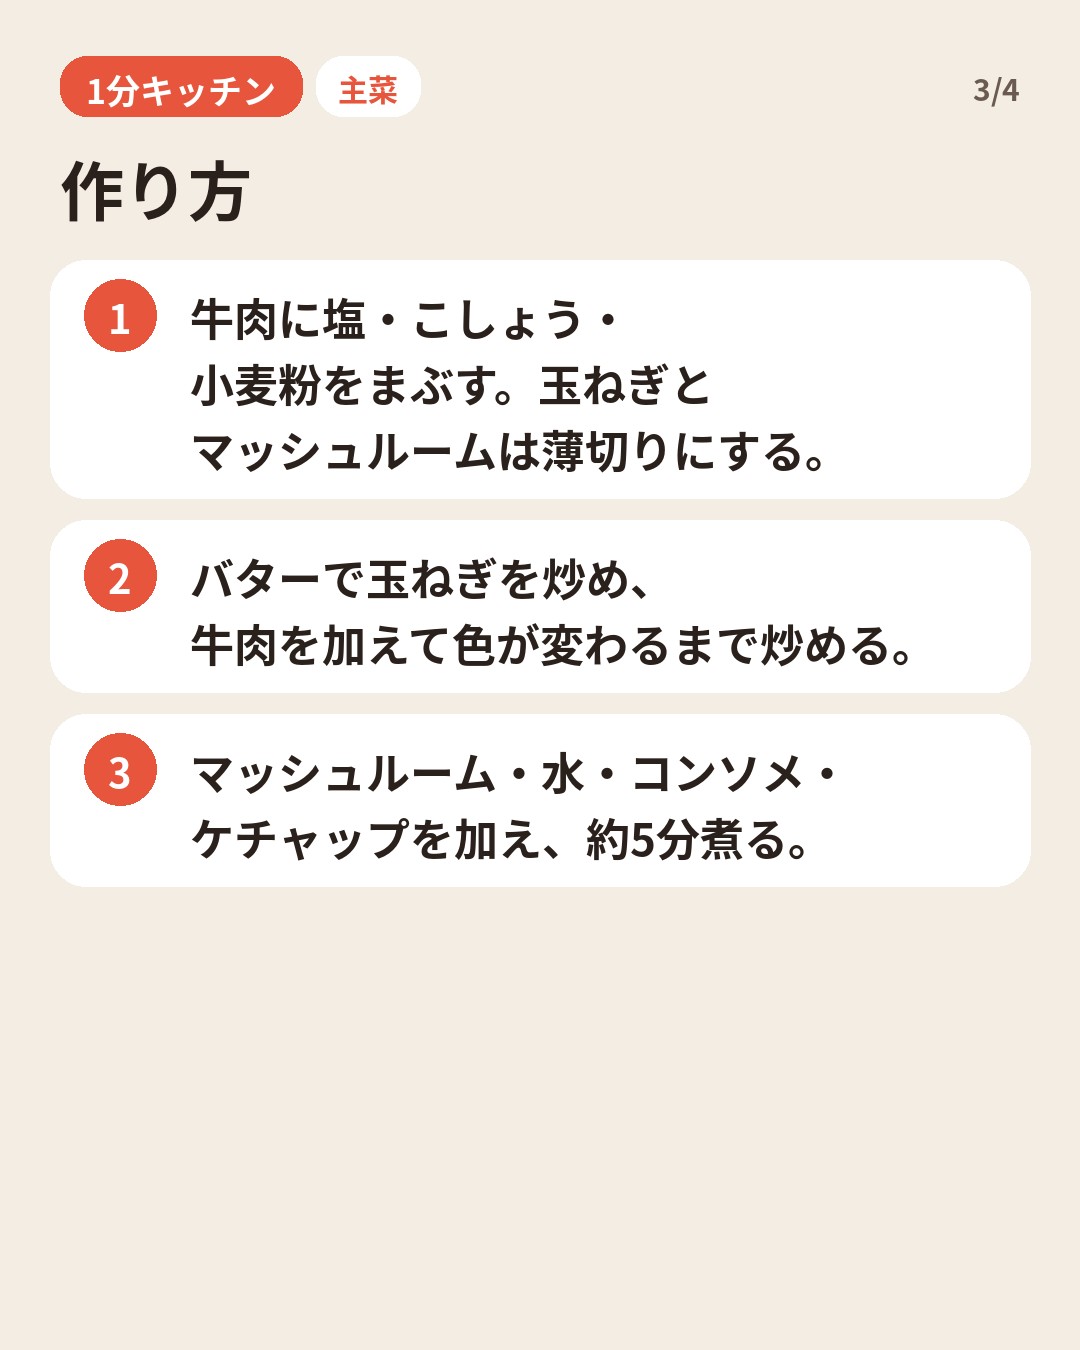 1分キッチン 主菜 3/4
作り方
1 牛肉に塩・こしょう・
小麦粉をまぶす。玉ねぎと
マッシュルームは薄切りにする。
2 バターで玉ねぎを炒め、
牛肉を加えて色が変わるまで炒める。
3 マッシュルーム・水・コンソメ・
ケチャップを加え、約5分煮る。